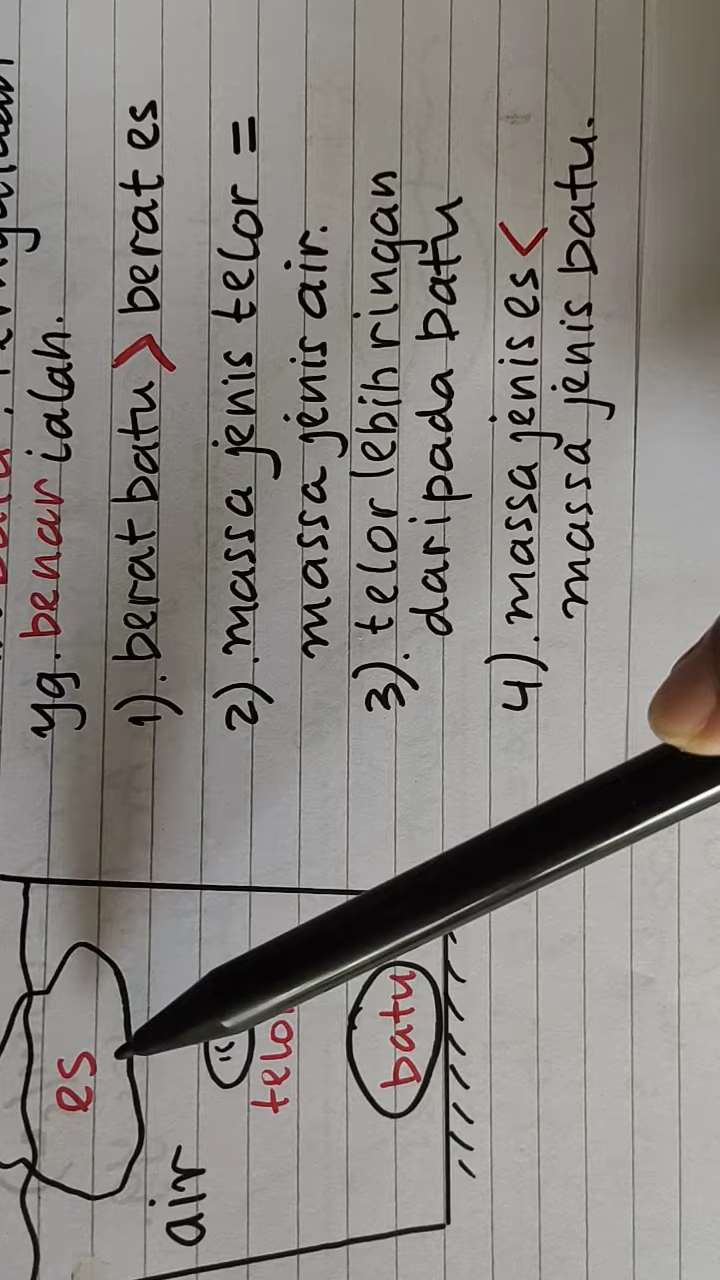 yg. benar ialah.
1). berat batu > berat es
2). massa jenis telor =
massa jenis air.
3). telor lebih ringan
daripada batu
4). massa jenis es <
massa jenis batu.
es
air
batu